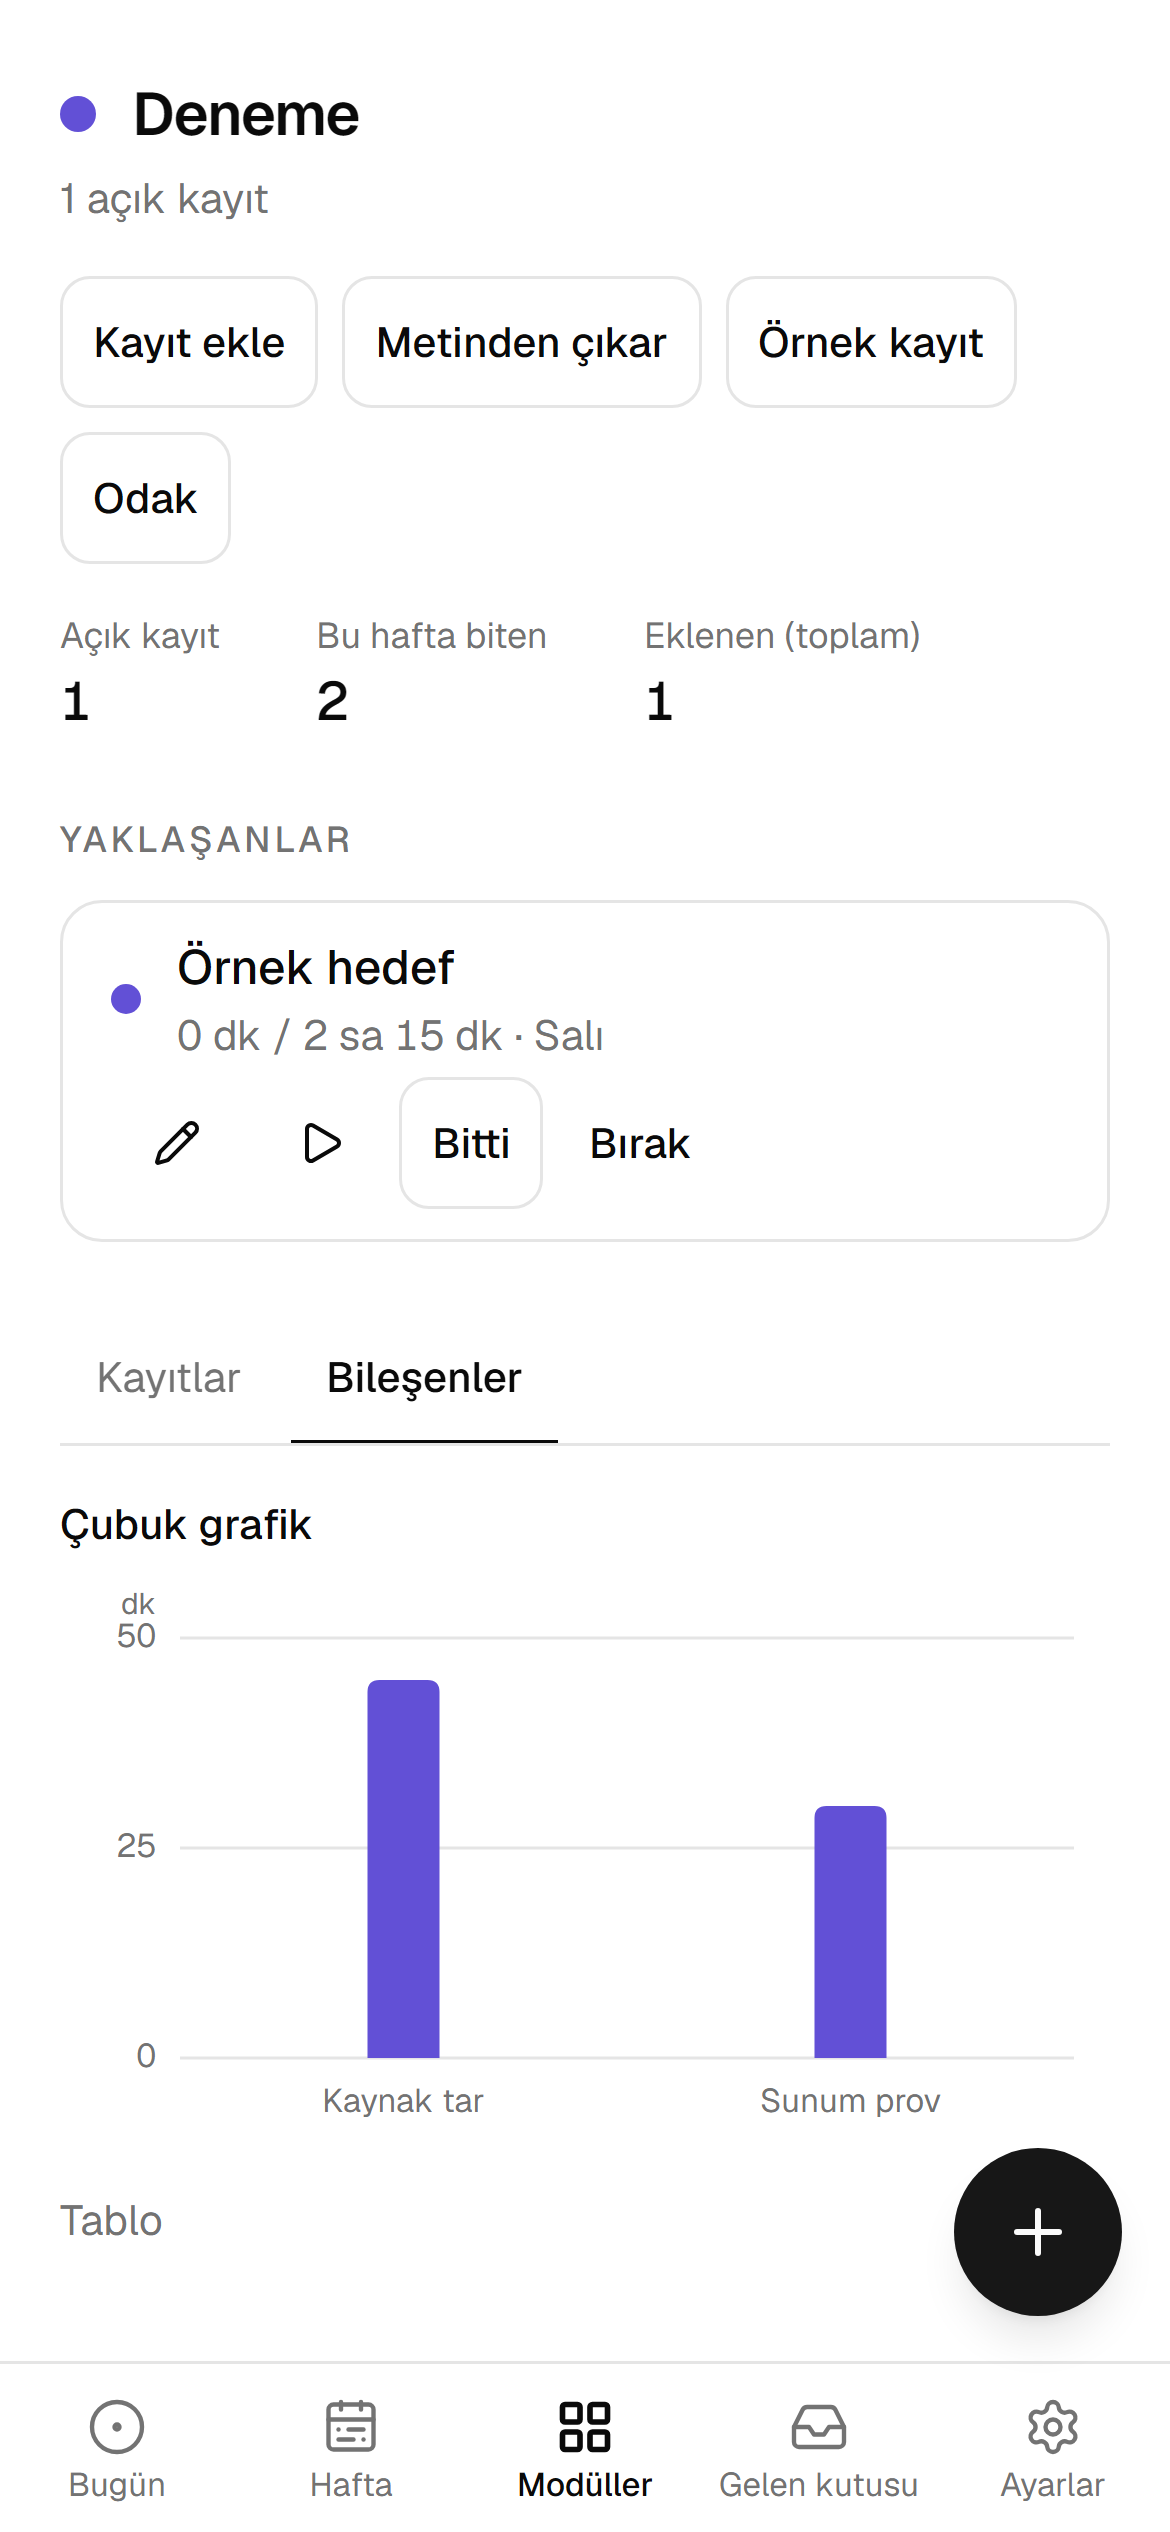 Deneme
1 açık kayıt
Kayıt ekle
Metinden çıkar
Örnek kayıt
Odak
Açık kayıt
1
Bu hafta biten
2
Eklenen (toplam)
1
YAKLAŞANLAR
Örnek hedef
0 dk / 2 sa 15 dk · Salı
Bitti
Bırak
Kayıtlar
Bileşenler
Çubuk grafik
dk
50
25
0
Kaynak tar
Sunum prov
Tablo
Bugün
Hafta
Modüller
Gelen kutusu
Ayarlar